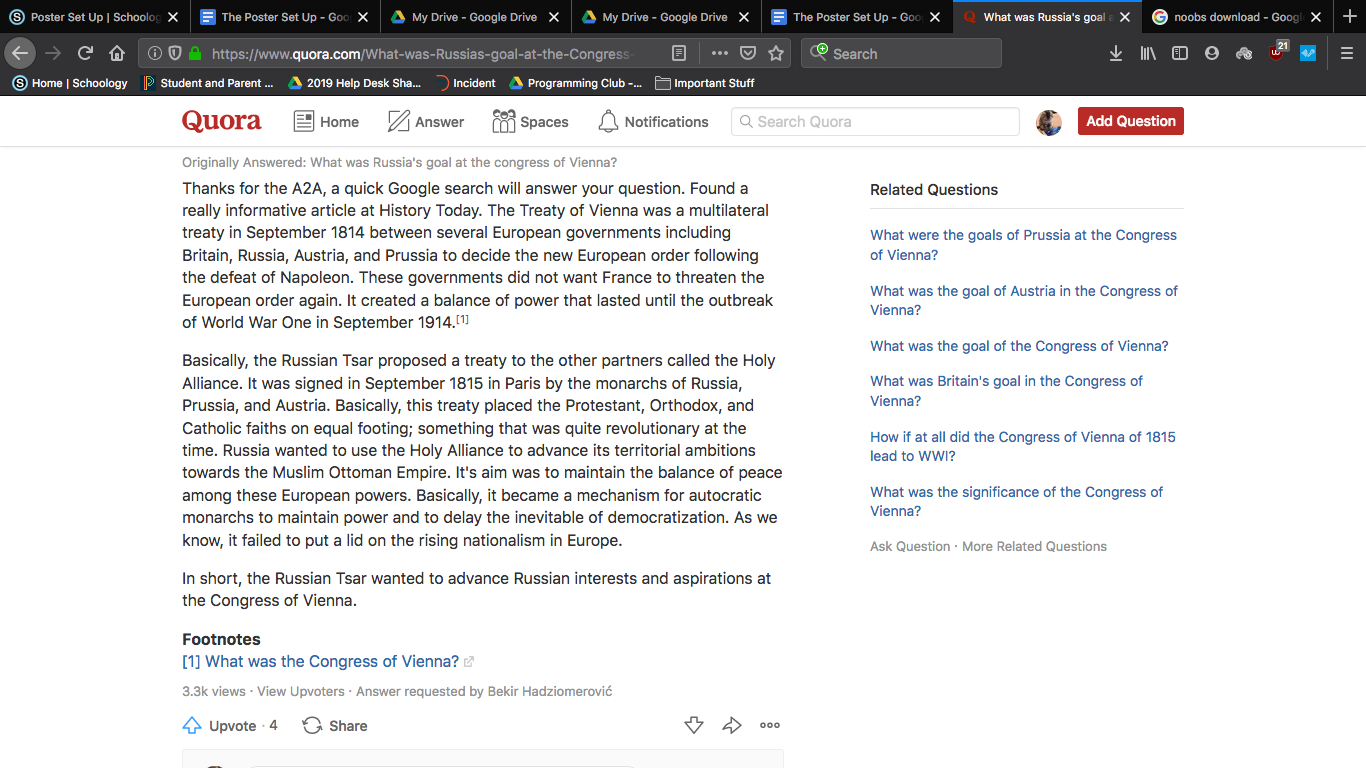 Poster Set Up | Schoolog
The Poster Set Up - Goo
My Drive - Google Drive
My Drive - Google Drive
The Poster Set Up - Goo
What was Russia's goal a
noobs download - Googl
https://www.quora.com/What-was-Russias-goal-at-the-Congress-
Search
21
Home | Schoology
Student and Parent ...
2019 Help Desk Sha...
Incident
Programming Club -...
Important Stuff
Quora
Home
Answer
Spaces
Notifications
Search Quora
Add Question
Originally Answered: What was Russia's goal at the congress of Vienna?
Thanks for the A2A, a quick Google search will answer your question. Found a
really informative article at History Today. The Treaty of Vienna was a multilateral
treaty in September 1814 between several European governments including
Britain, Russia, Austria, and Prussia to decide the new European order following
the defeat of Napoleon. These governments did not want France to threaten the
European order again. It created a balance of power that lasted until the outbreak
of World War One in September 1914.[1]
Basically, the Russian Tsar proposed a treaty to the other partners called the Holy
Alliance. It was signed in September 1815 in Paris by the monarchs of Russia,
Prussia, and Austria. Basically, this treaty placed the Protestant, Orthodox, and
Catholic faiths on equal footing; something that was quite revolutionary at the
time. Russia wanted to use the Holy Alliance to advance its territorial ambitions
towards the Muslim Ottoman Empire. It's aim was to maintain the balance of peace
among these European powers. Basically, it became a mechanism for autocratic
monarchs to maintain power and to delay the inevitable of democratization. As we
know, it failed to put a lid on the rising nationalism in Europe.
In short, the Russian Tsar wanted to advance Russian interests and aspirations at
the Congress of Vienna.
Footnotes
[1] What was the Congress of Vienna?
3.3k views · View Upvoters · Answer requested by Bekir Hadziomerović
Upvote · 4
Share
Related Questions
What were the goals of Prussia at the Congress
of Vienna?
What was the goal of Austria in the Congress of
Vienna?
What was the goal of the Congress of Vienna?
What was Britain's goal in the Congress of
Vienna?
How if at all did the Congress of Vienna of 1815
lead to WWI?
What was the significance of the Congress of
Vienna?
Ask Question · More Related Questions